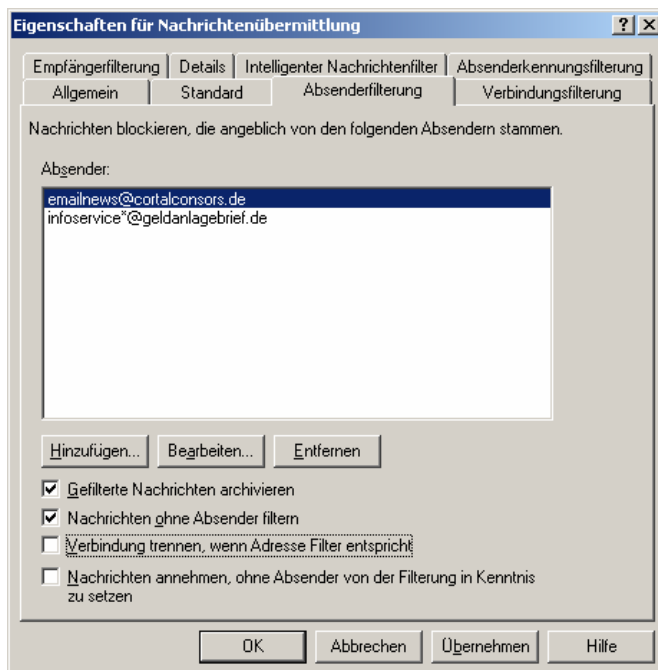 Eigenschaften für Nachrichtenübermittlung
Empfängerfilterung Details Intelligenter Nachrichtenfilter Absenderkennungsfilterung
Allgemein Standard Absenderfilterung Verbindungsfilterung
Nachrichten blockieren, die angeblich von den folgenden Absendern stammen.
Absender:
emailnews@cortalconsors.de
infoservice*@geldanlagebrief.de
Hinzufügen... Bearbeiten... Entfernen
Gefilterte Nachrichten archivieren
Nachrichten ohne Absender filtern
Verbindung trennen, wenn Adresse Filter entspricht
Nachrichten annehmen, ohne Absender von der Filterung in Kenntnis
zu setzen
OK Abbrechen Übernehmen Hilfe